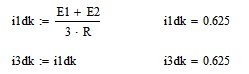 i1dk := (E1 + E2) / (3 · R)    i1dk = 0.625
i3dk := i1dk    i3dk = 0.625